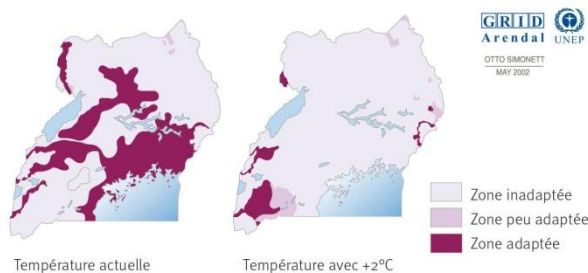 GRID
Arendal
UNEP
OTTO SIMONETT
MAY 2002
Zone inadaptée
Zone peu adaptée
Zone adaptée
Température actuelle
Température avec +2°C